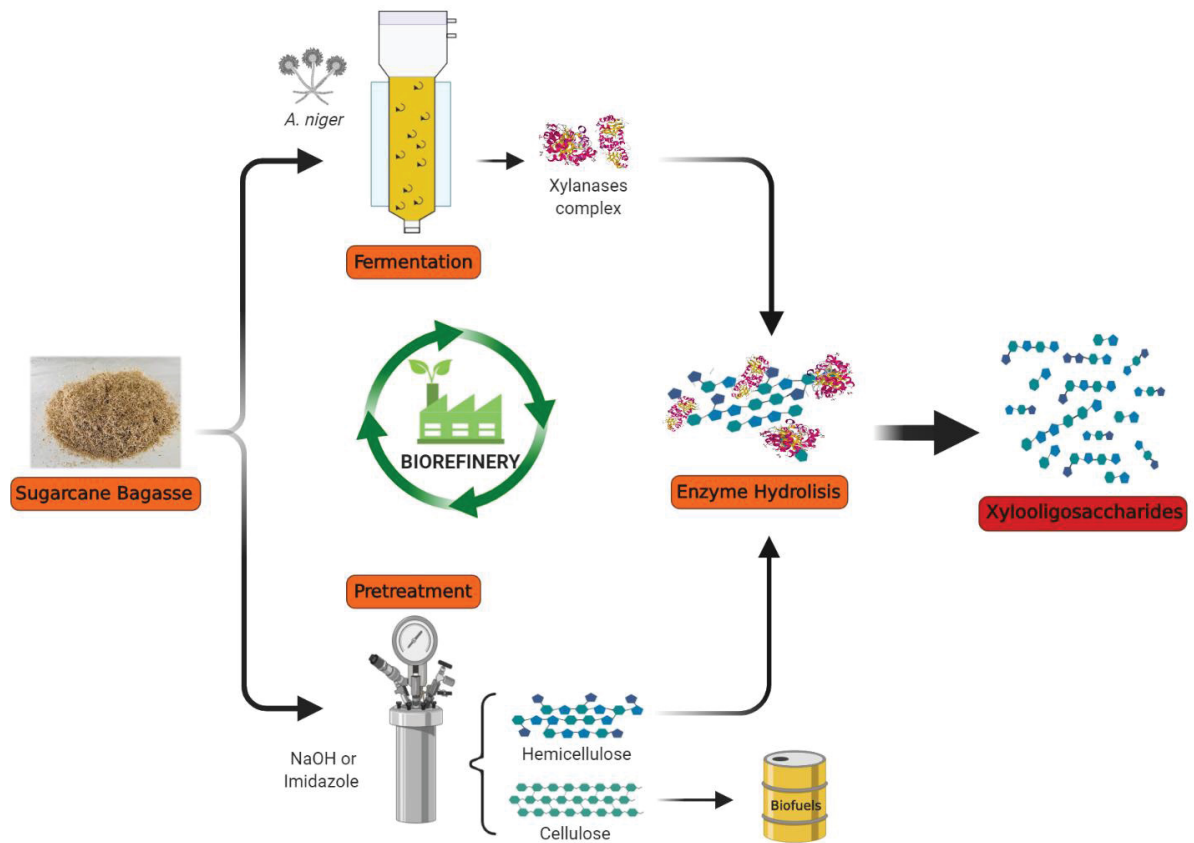 A. niger
Xylanases
complex
Fermentation
BIOREFINERY
Sugarcane Bagasse
Enzyme Hydrolisis
Xylooligosaccharides
Pretreatment
NaOH or
Imidazole
Hemicellulose
Cellulose
Biofuels